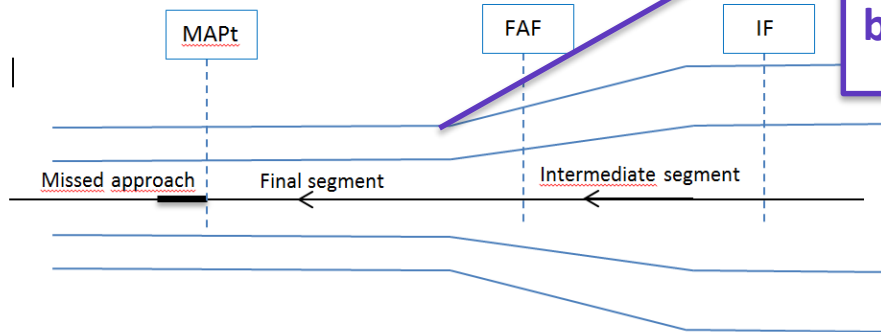 MAPt
FAF
IF
b
Missed approach
Final segment
Intermediate segment